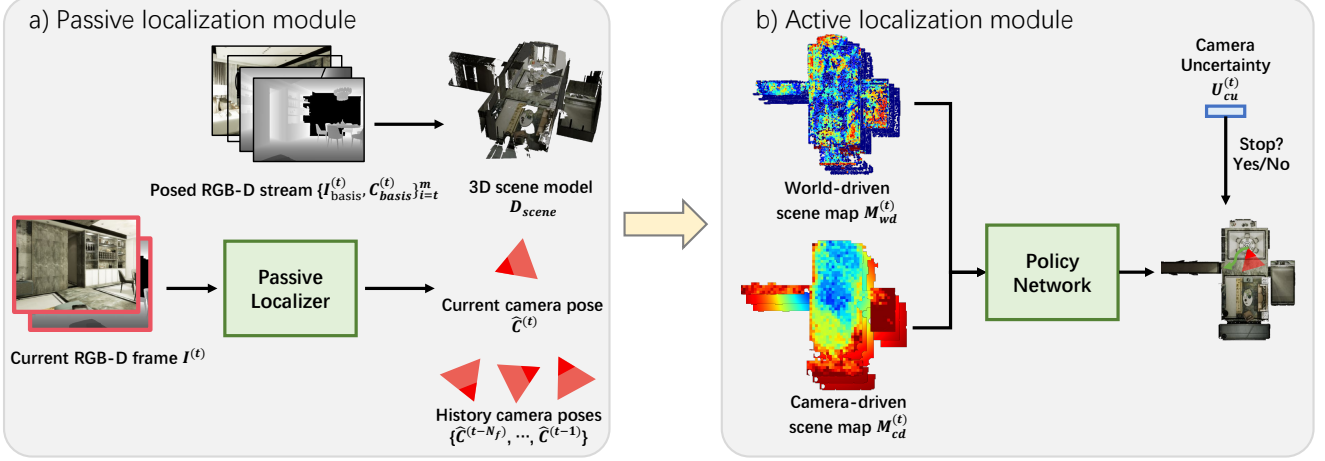 a) Passive localization module
Posed RGB-D stream {I_basis^(t), C_basis^(t)}_{i=t}^m
3D scene model
D_scene
Passive
Localizer
Current RGB-D frame I^(t)
Current camera pose
Ĉ^(t)
History camera poses
{Ĉ^(t−N_f), ⋯, Ĉ^(t−1)}
b) Active localization module
World-driven
scene map M_wd^(t)
Camera-driven
scene map M_cd^(t)
Policy
Network
Camera
Uncertainty
U_cu^(t)
Stop?
Yes/No